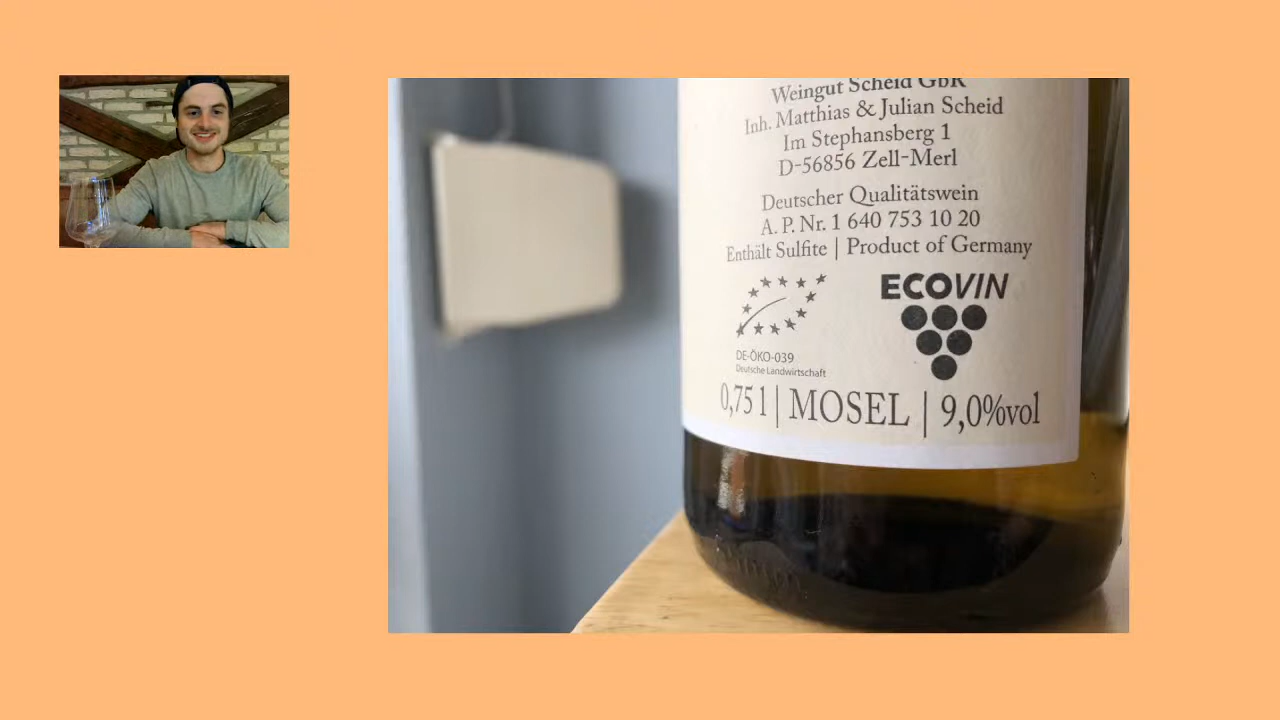 Weingut Scheid GbR
Inh. Matthias & Julian Scheid
Im Stephansberg 1
D-56856 Zell-Merl
Deutscher Qualitätswein
A. P. Nr. 1 640 753 10 20
Enthält Sulfite | Product of Germany
ECOVIN
DE-ÖKO-039
Deutsche Landwirtschaft
0,75 l | MOSEL | 9,0%vol